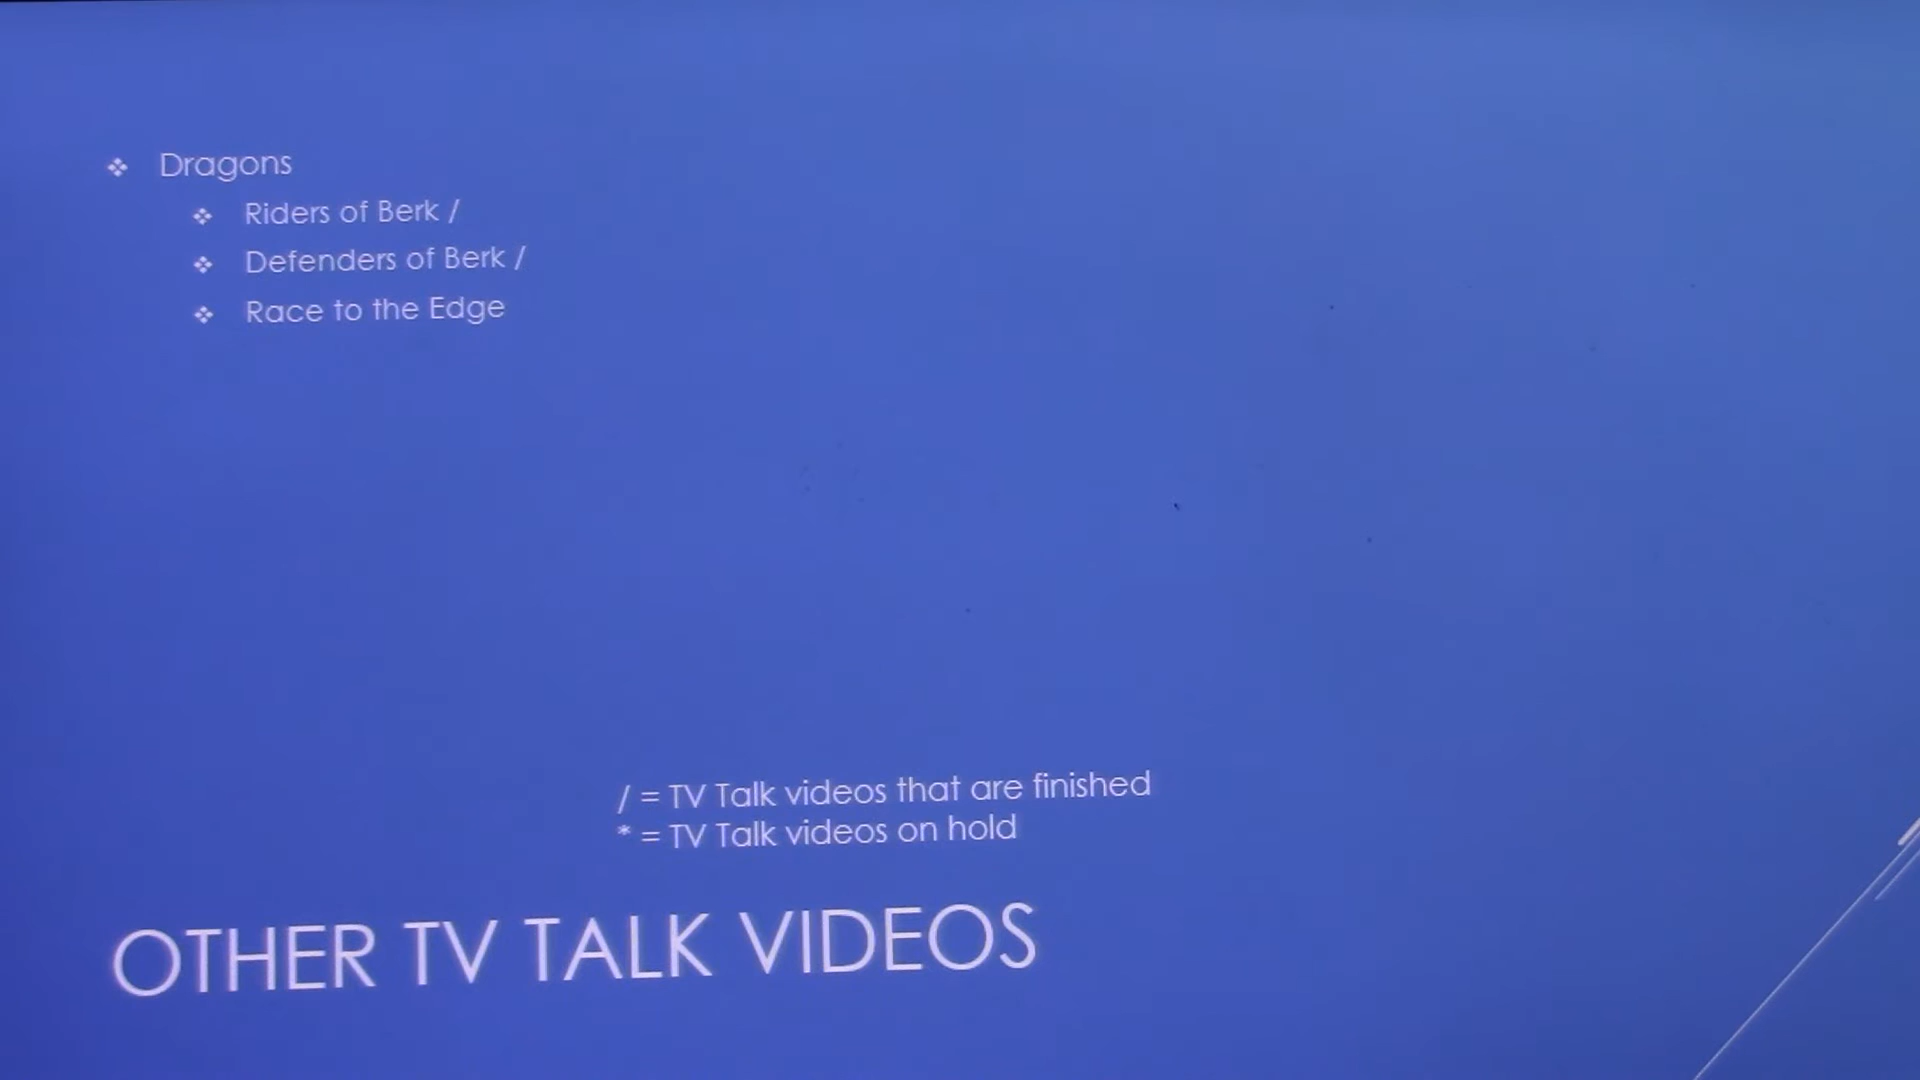 Dragons
Riders of Berk /
Defenders of Berk /
Race to the Edge
/ = TV Talk videos that are finished
* = TV Talk videos on hold
OTHER TV TALK VIDEOS